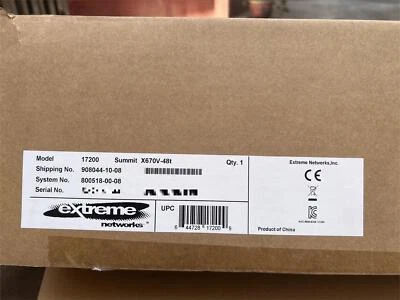 Model 17200 Summit X670V-48t Qty. 1
Shipping No. 908044-10-08
System No. 800518-00-08
Serial No.
extreme
networks
UPC
6 44728 17200 9
Extreme Networks,Inc.
CE
Product of China